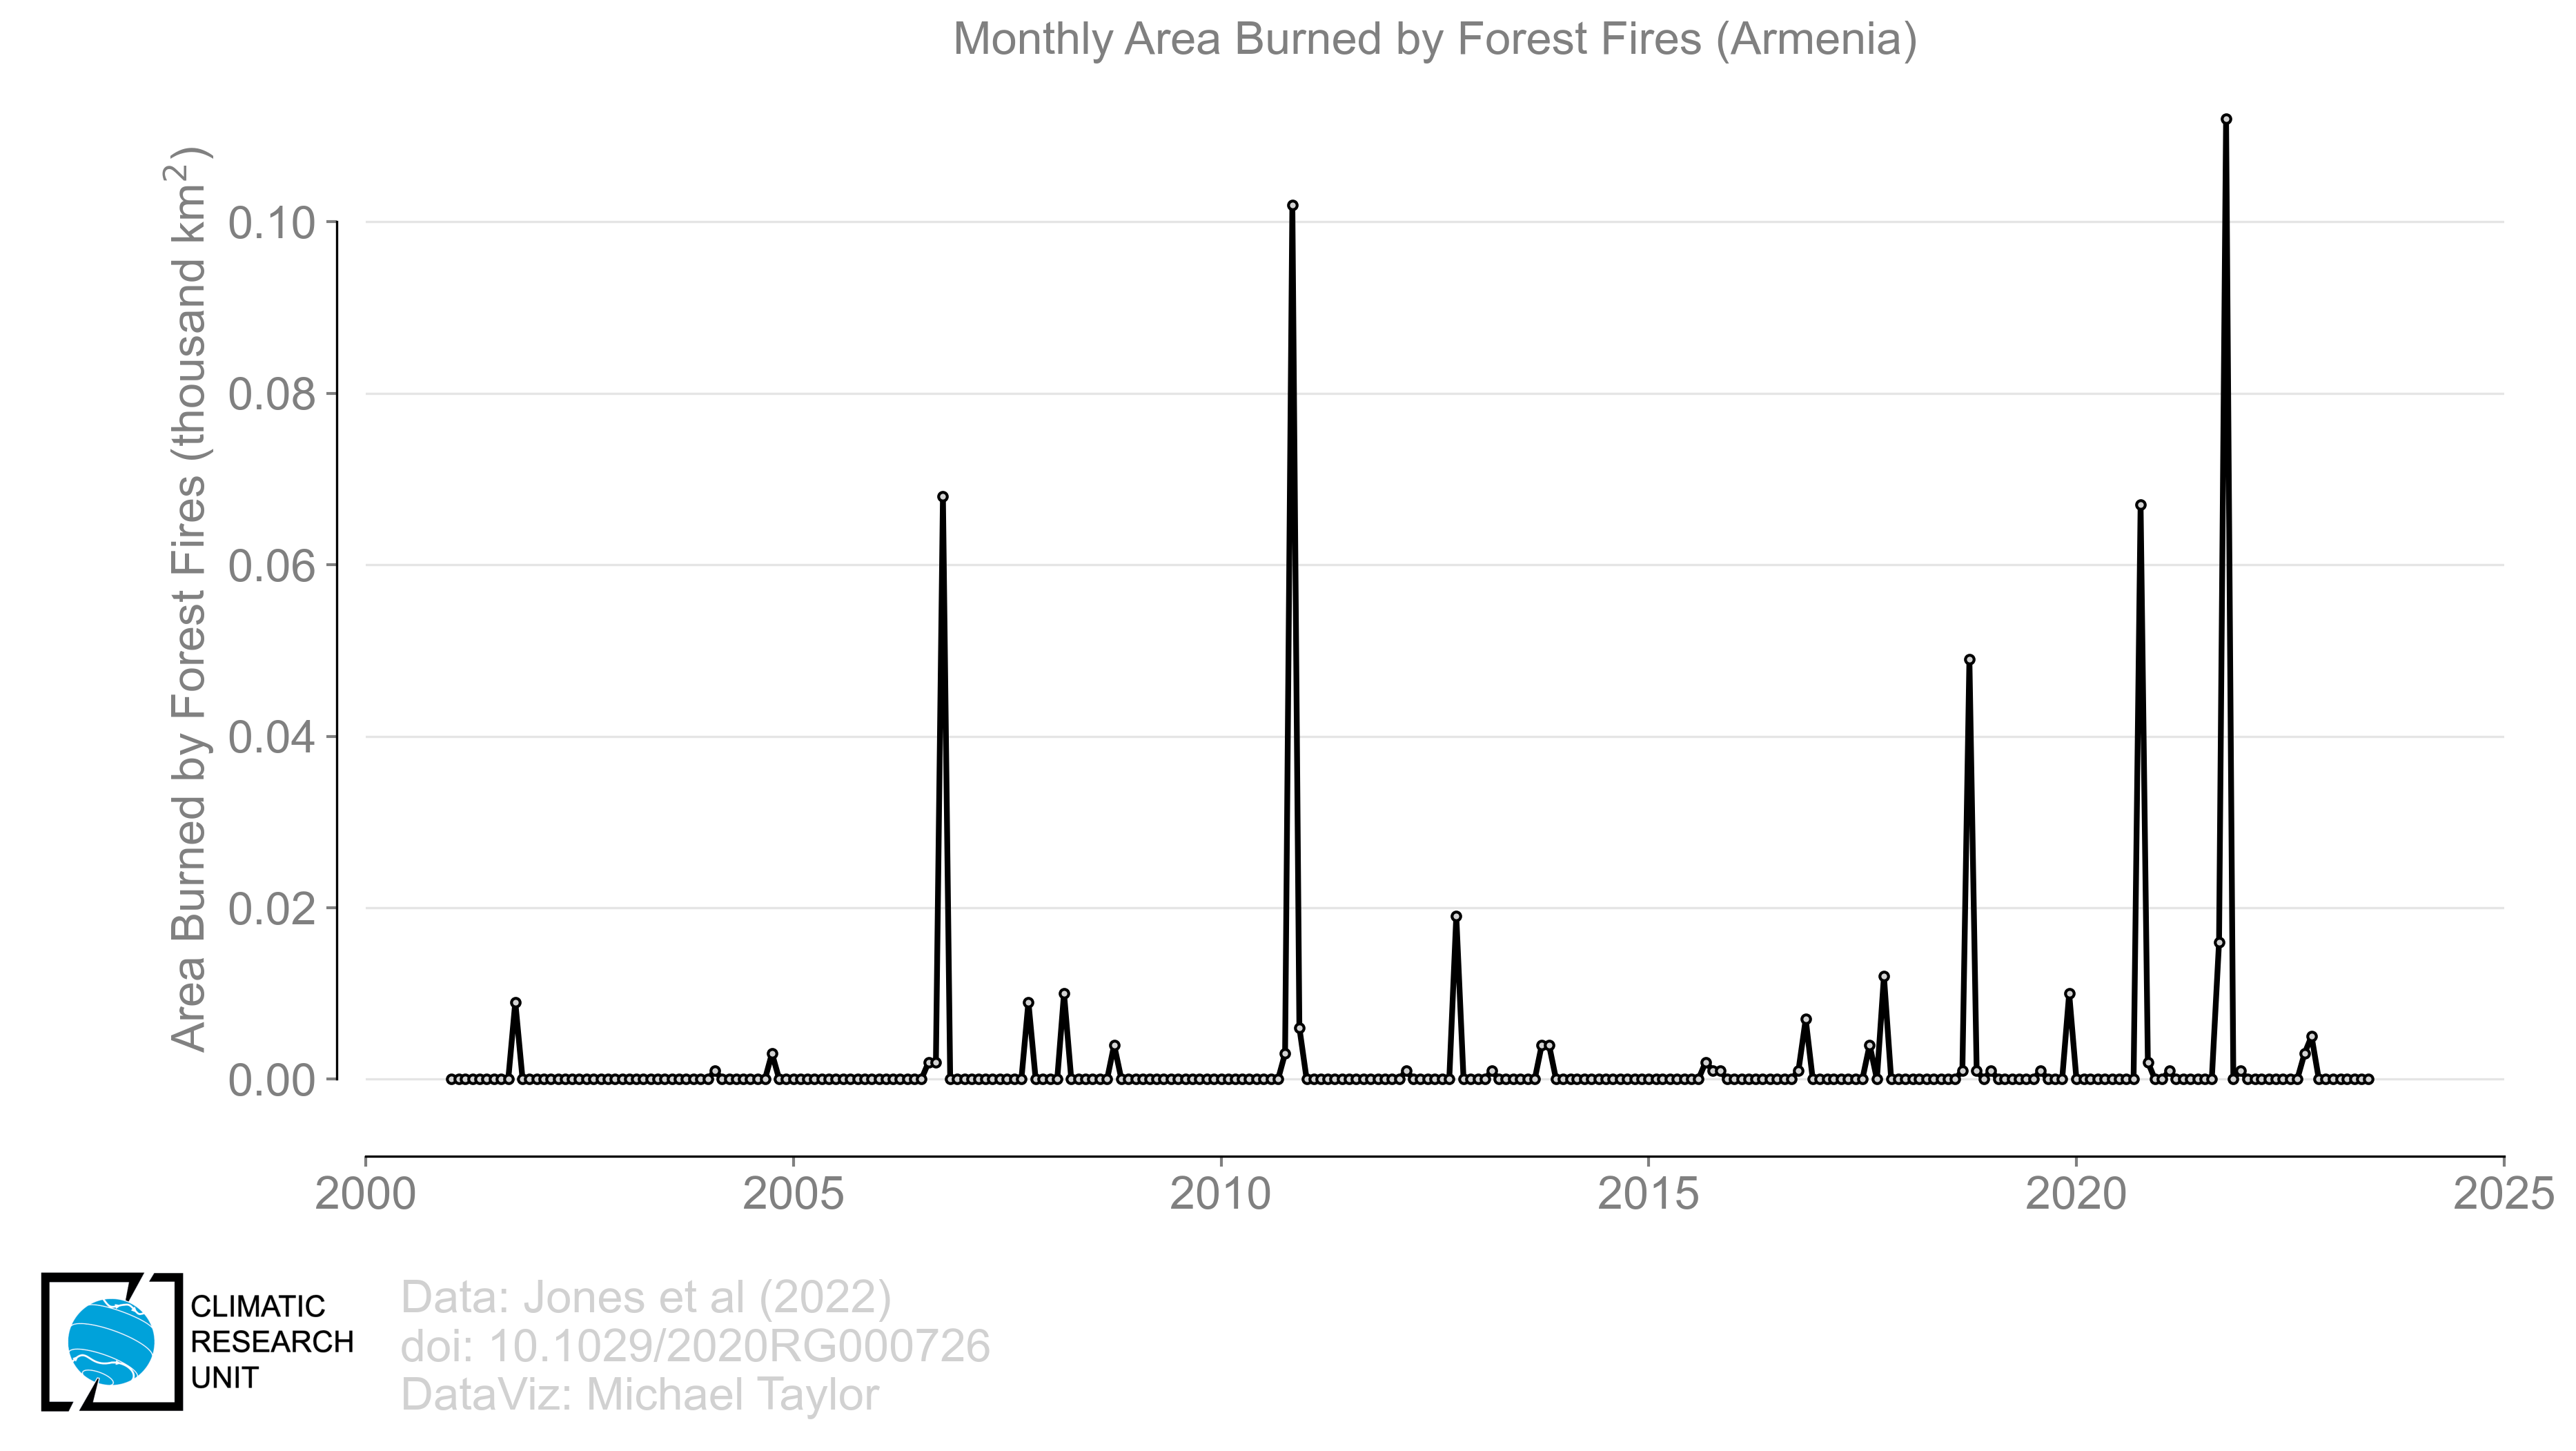 Monthly Area Burned by Forest Fires (Armenia)
Area Burned by Forest Fires (thousand km²)
0.10
0.08
0.06
0.04
0.02
0.00
2000 2005 2010 2015 2020 2025
CLIMATIC
RESEARCH
UNIT
Data: Jones et al (2022)
doi: 10.1029/2020RG000726
DataViz: Michael Taylor